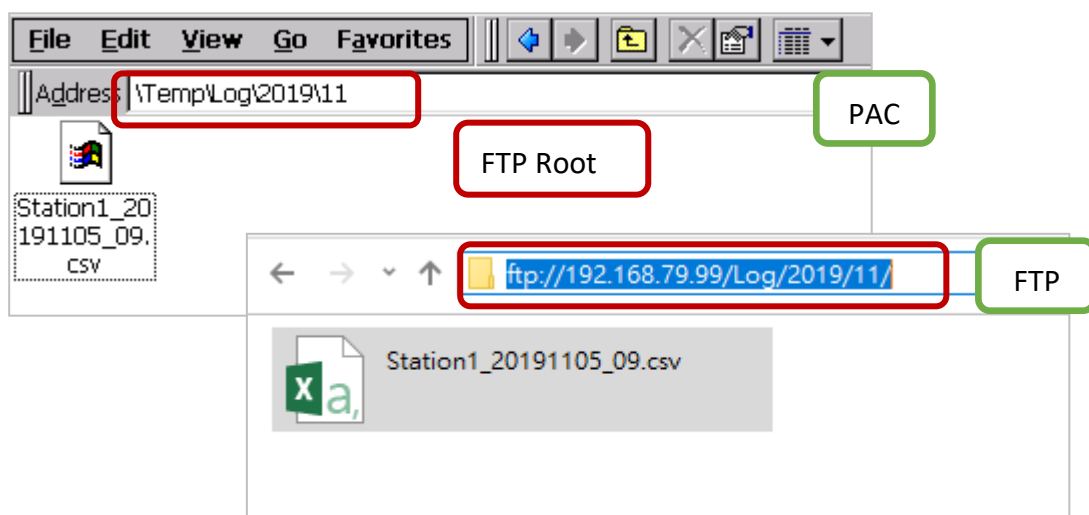 File Edit View Go Favorites
Address \Temp\Log\2019\11
PAC
FTP Root
Station1_20
191105_09.
csv
ftp://192.168.79.99/Log/2019/11/
FTP
Station1_20191105_09.csv
X a,